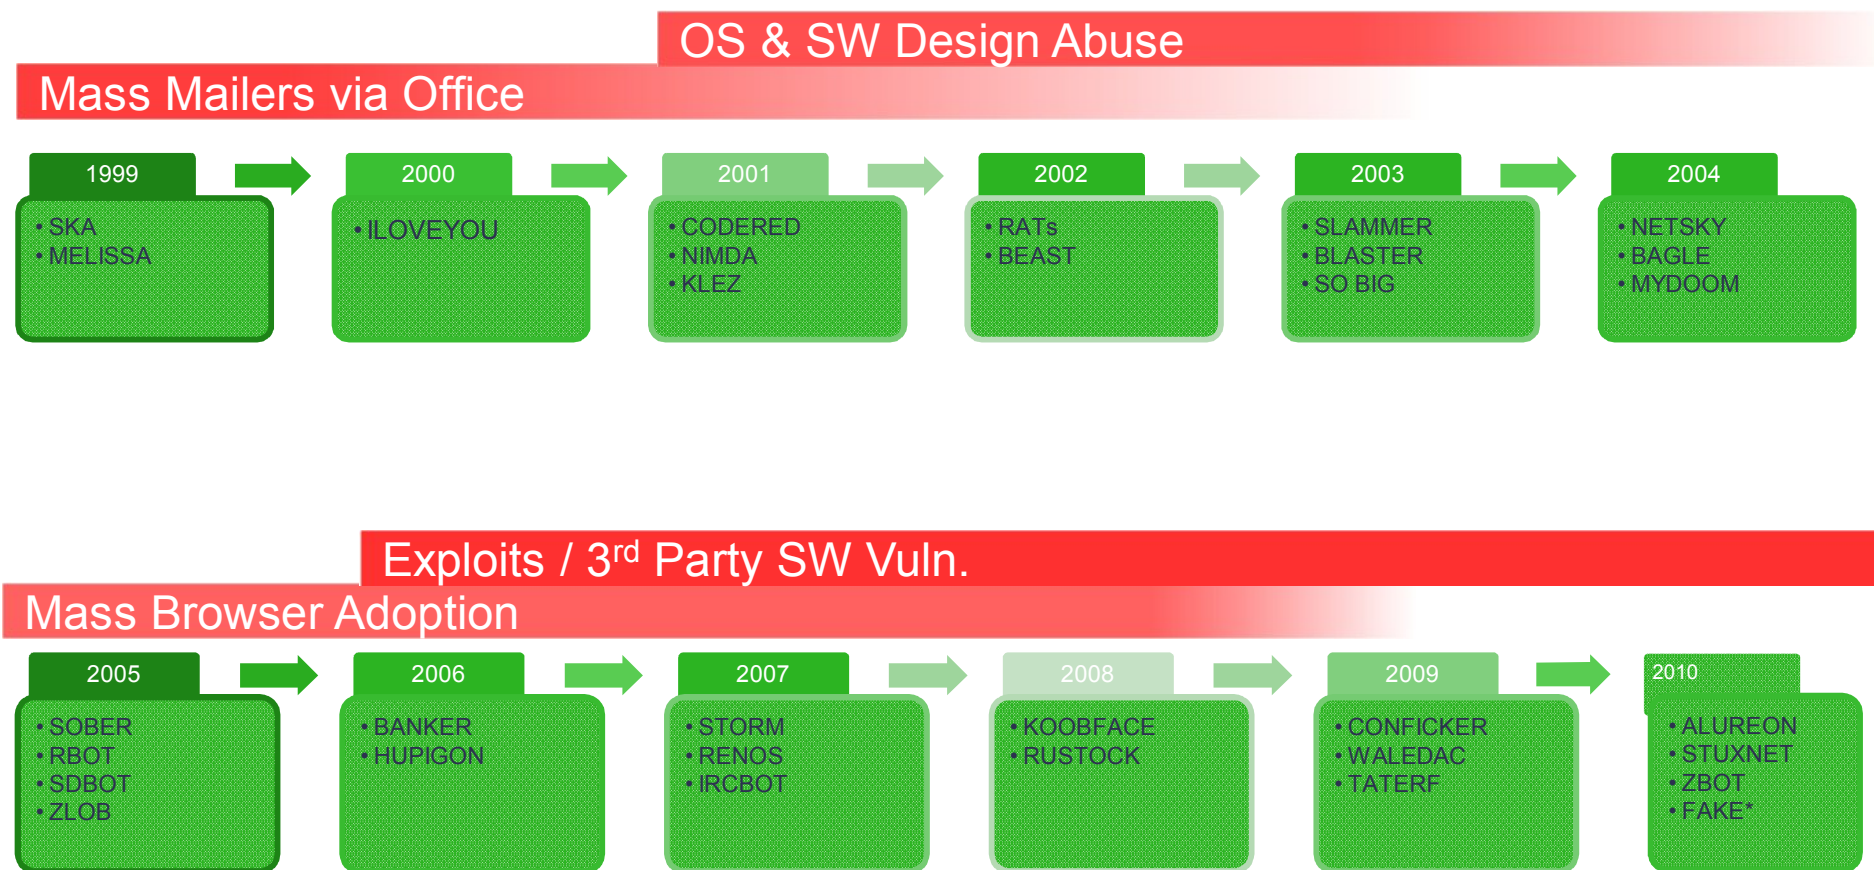 OS & SW Design Abuse
Mass Mailers via Office
1999
• SKA
• MELISSA
2000
• ILOVEYOU
2001
• CODERED
• NIMDA
• KLEZ
2002
• RATs
• BEAST
2003
• SLAMMER
• BLASTER
• SO BIG
2004
• NETSKY
• BAGLE
• MYDOOM
Exploits / 3rd Party SW Vuln.
Mass Browser Adoption
2005
• SOBER
• RBOT
• SDBOT
• ZLOB
2006
• BANKER
• HUPIGON
2007
• STORM
• RENOS
• IRCBOT
2008
• KOOBFACE
• RUSTOCK
2009
• CONFICKER
• WALEDAC
• TATERF
2010
• ALUREON
• STUXNET
• ZBOT
• FAKE*